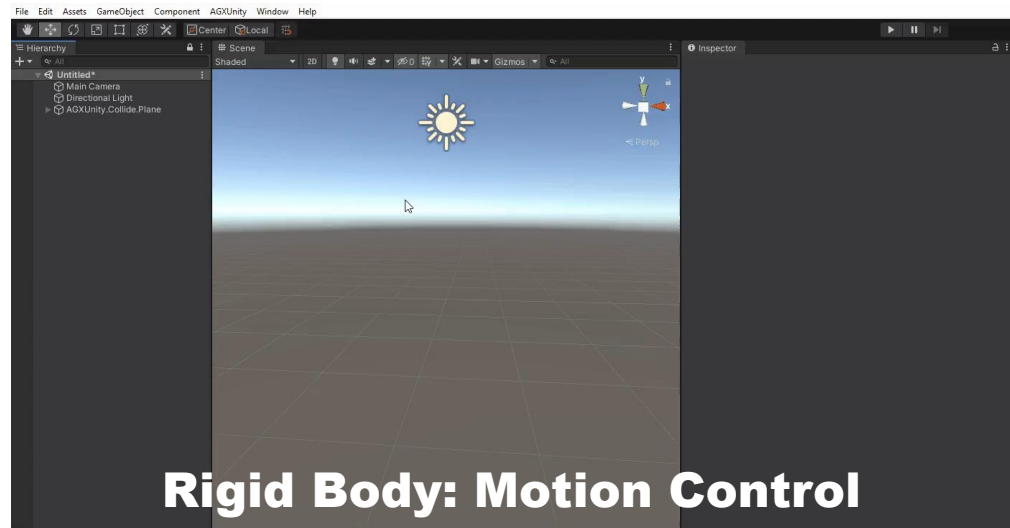 File Edit Assets GameObject Component AGXUnity Window Help
Center Local
Hierarchy
All
Untitled*
Main Camera
Directional Light
AGXUnity.Collide.Plane
Scene
Shaded 2D 0 Gizmos All
y
x
Persp
Inspector
Rigid Body: Motion Control